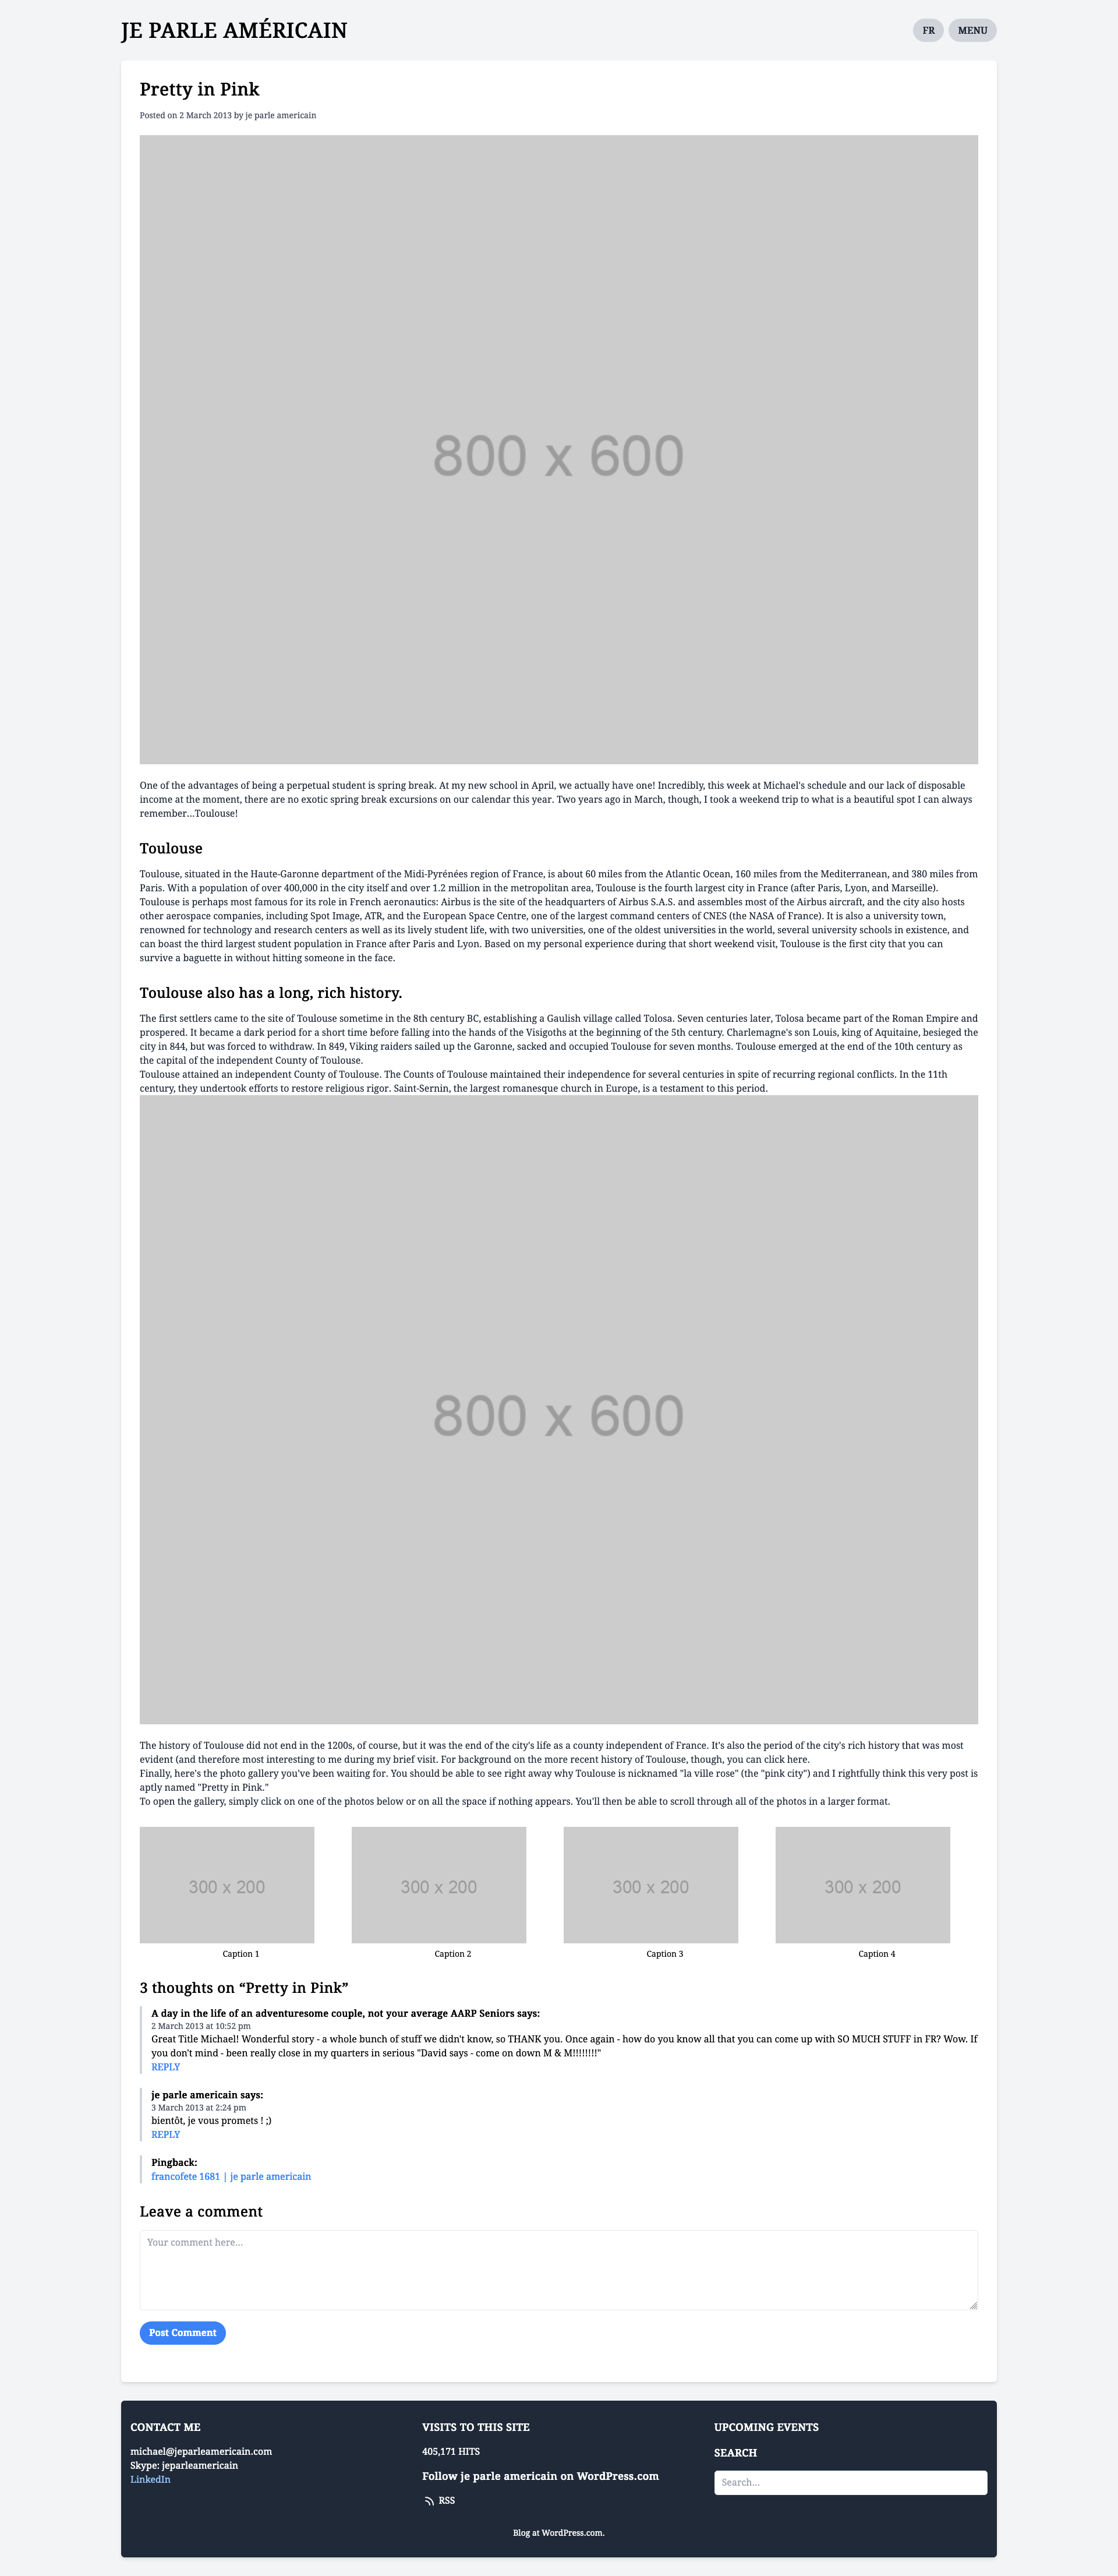 JE PARLE AMÉRICAIN
FR
MENU
Pretty in Pink
Posted on 2 March 2013 by je parle americain
800 x 600
One of the advantages of being a perpetual student is spring break. At my new school in April, we actually have one! Incredibly, this week at Michael's schedule and our lack of disposable
income at the moment, there are no exotic spring break excursions on our calendar this year. Two years ago in March, though, I took a weekend trip to what is a beautiful spot I can always
remember...Toulouse!
Toulouse
Toulouse, situated in the Haute-Garonne department of the Midi-Pyrénées region of France, is about 60 miles from the Atlantic Ocean, 160 miles from the Mediterranean, and 380 miles from
Paris. With a population of over 400,000 in the city itself and over 1.2 million in the metropolitan area, Toulouse is the fourth largest city in France (after Paris, Lyon, and Marseille).
Toulouse is perhaps most famous for its role in French aeronautics: Airbus is the site of the headquarters of Airbus S.A.S. and assembles most of the Airbus aircraft, and the city also hosts
other aerospace companies, including Spot Image, ATR, and the European Space Centre, one of the largest command centers of CNES (the NASA of France). It is also a university town,
renowned for technology and research centers as well as its lively student life, with two universities, one of the oldest universities in the world, several university schools in existence, and
can boast the third largest student population in France after Paris and Lyon. Based on my personal experience during that short weekend visit, Toulouse is the first city that you can
survive a baguette in without hitting someone in the face.
Toulouse also has a long, rich history.
The first settlers came to the site of Toulouse sometime in the 8th century BC, establishing a Gaulish village called Tolosa. Seven centuries later, Tolosa became part of the Roman Empire and
prospered. It became a dark period for a short time before falling into the hands of the Visigoths at the beginning of the 5th century. Charlemagne's son Louis, king of Aquitaine, besieged the
city in 844, but was forced to withdraw. In 849, Viking raiders sailed up the Garonne, sacked and occupied Toulouse for seven months. Toulouse emerged at the end of the 10th century as
the capital of the independent County of Toulouse.
Toulouse attained an independent County of Toulouse. The Counts of Toulouse maintained their independence for several centuries in spite of recurring regional conflicts. In the 11th
century, they undertook efforts to restore religious rigor. Saint-Sernin, the largest romanesque church in Europe, is a testament to this period.
800 x 600
The history of Toulouse did not end in the 1200s, of course, but it was the end of the city's life as a county independent of France. It's also the period of the city's rich history that was most
evident (and therefore most interesting to me during my brief visit. For background on the more recent history of Toulouse, though, you can click here.
Finally, here's the photo gallery you've been waiting for. You should be able to see right away why Toulouse is nicknamed "la ville rose" (the "pink city") and I rightfully think this very post is
aptly named "Pretty in Pink."
To open the gallery, simply click on one of the photos below or on all the space if nothing appears. You'll then be able to scroll through all of the photos in a larger format.
300 x 200
300 x 200
300 x 200
300 x 200
Caption 1
Caption 2
Caption 3
Caption 4
3 thoughts on “Pretty in Pink”
A day in the life of an adventuresome couple, not your average AARP Seniors says:
2 March 2013 at 10:52 pm
Great Title Michael! Wonderful story - a whole bunch of stuff we didn't know, so THANK you. Once again - how do you know all that you can come up with SO MUCH STUFF in FR? Wow. If
you don't mind - been really close in my quarters in serious "David says - come on down M & M!!!!!!!!"
REPLY
je parle americain says:
3 March 2013 at 2:24 pm
bientôt, je vous promets ! ;)
REPLY
Pingback:
francofete 1681 | je parle americain
Leave a comment
Your comment here...
Post Comment
CONTACT ME
michael@jeparleamericain.com
Skype: jeparleamericain
LinkedIn
VISITS TO THIS SITE
405,171 HITS
Follow je parle americain on WordPress.com
RSS
UPCOMING EVENTS
SEARCH
Search...
Blog at WordPress.com.